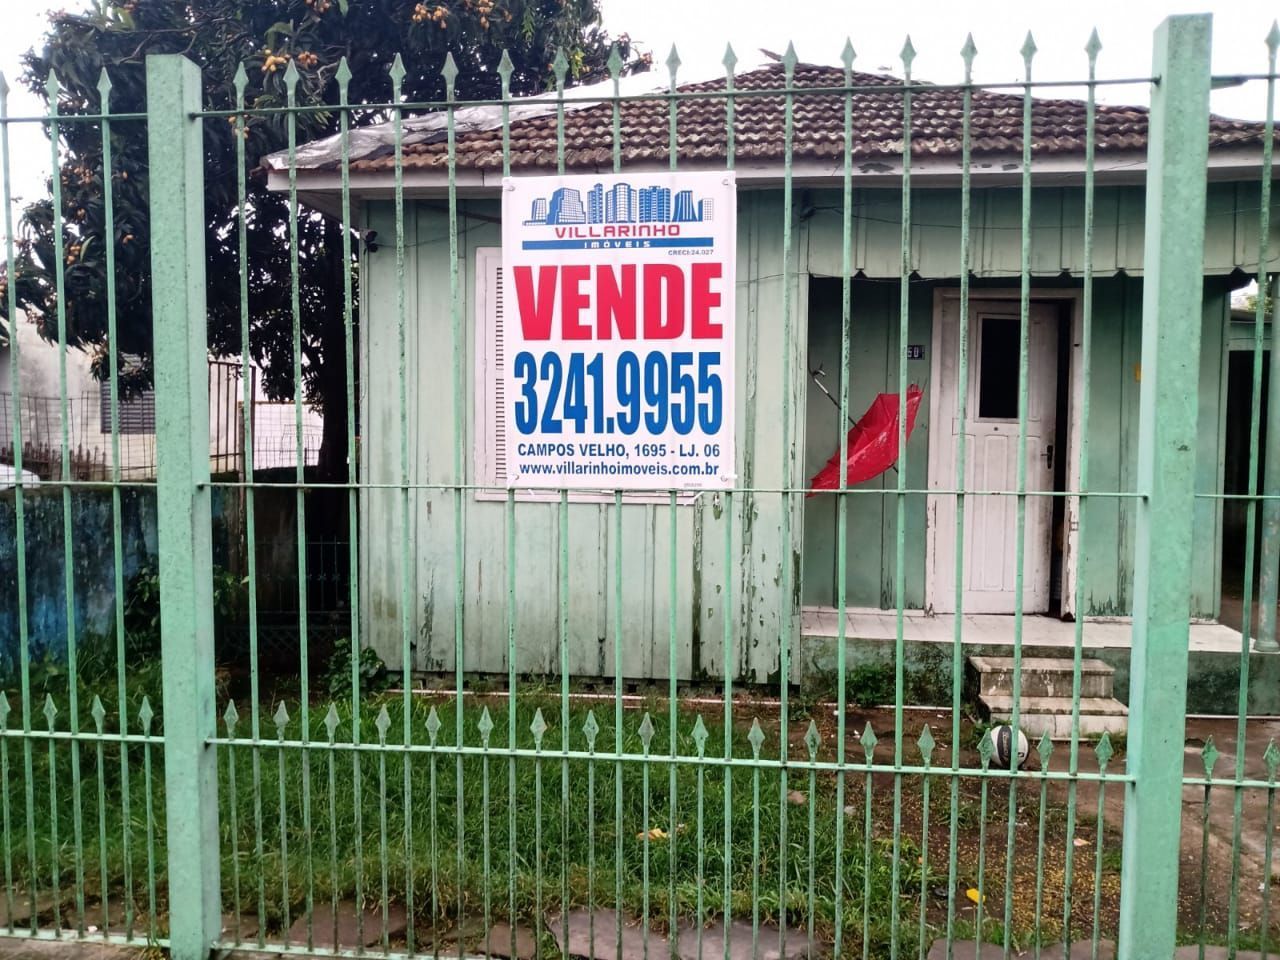 VILLARINHO
IMÓVEIS
CRECI:24.027
VENDE
3241.9955
CAMPOS VELHO, 1695 - LJ. 06
www.villarinhoimoveis.com.br